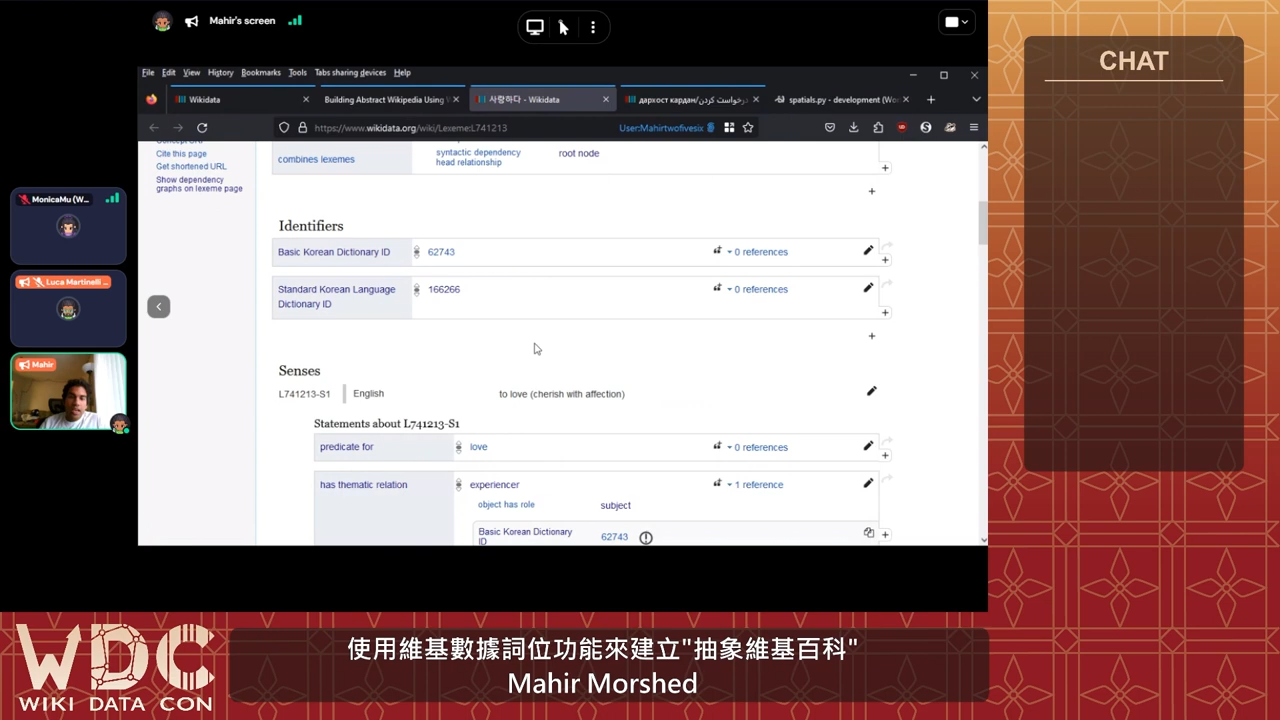 Mahir's screen
CHAT
File Edit View History Bookmarks Tools Tabs sharing devices Help
Wikidata
Building Abstract Wikipedia Using
사랑하다 - Wikidata
درخواست کردن/дархост кардан
spatials.py - development (Wo
https://www.wikidata.org/wiki/Lexeme:L741213
User:Mahirtwofivesix
Cite this page
Get shortened URL
Show dependency
graphs on lexeme page
combines lexemes
syntactic dependency
head relationship
root node
MonicaMu (W...
Luca Martinelli ...
Mahir
Identifiers
Basic Korean Dictionary ID
62743
0 references
Standard Korean Language
Dictionary ID
166266
0 references
Senses
L741213-S1
English
to love (cherish with affection)
Statements about L741213-S1
predicate for
love
0 references
has thematic relation
experiencer
1 reference
object has role
subject
Basic Korean Dictionary
ID
62743
WDC
WIKI DATA CON
使用維基數據詞位功能來建立"抽象維基百科"
Mahir Morshed